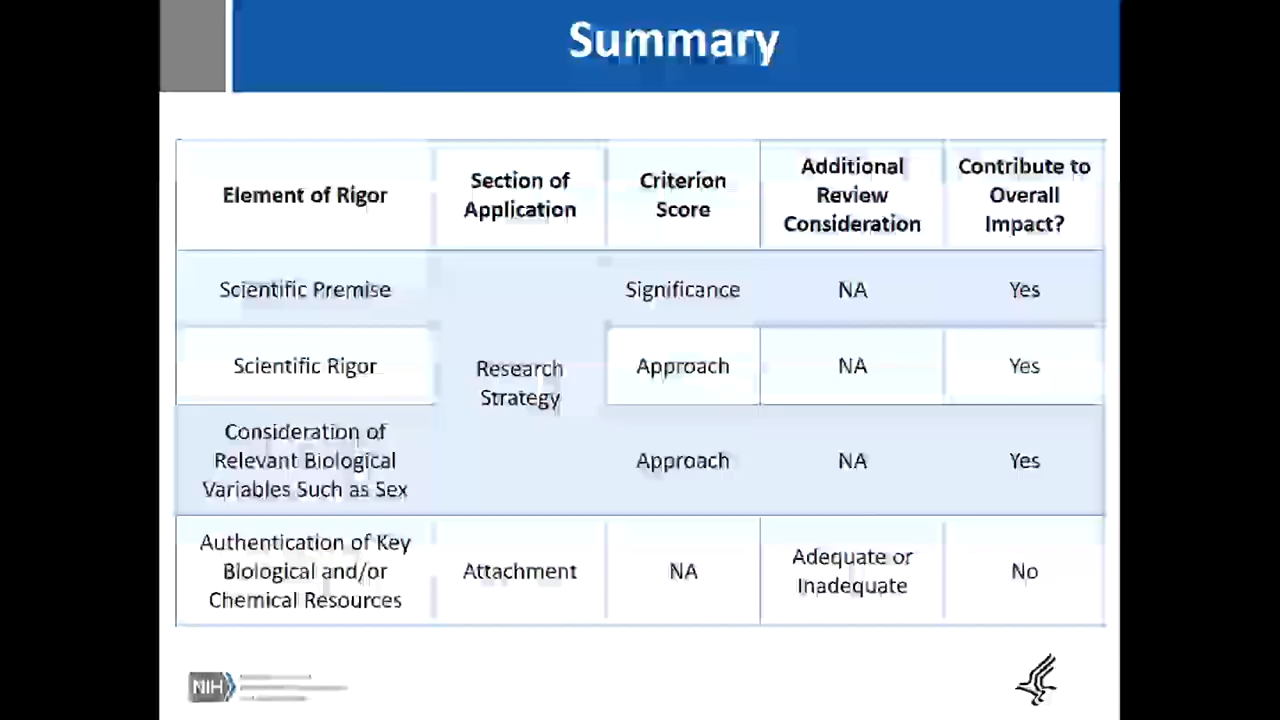 Summary
Element of Rigor
Section of
Application
Criterion
Score
Additional
Review
Consideration
Contribute to
Overall
Impact?
Scientific Premise
Significance
NA
Yes
Scientific Rigor
Research
Strategy
Approach
NA
Yes
Consideration of
Relevant Biological
Variables Such as Sex
Approach
NA
Yes
Authentication of Key
Biological and/or
Chemical Resources
Attachment
NA
Adequate or
Inadequate
No
NIH